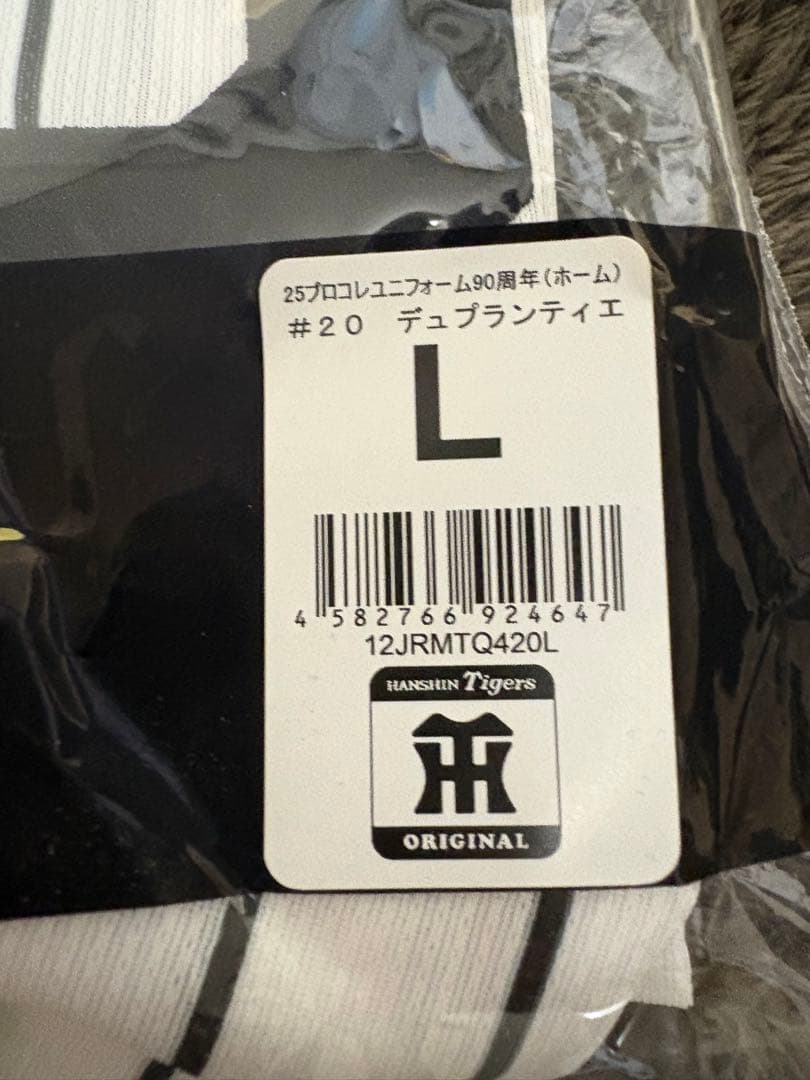 25プロコレユニフォーム90周年(ホーム)
#20 デュプランティエ
L
4 582766 924647
12JRMTQ420L
HANSHIN Tigers
TH
ORIGINAL